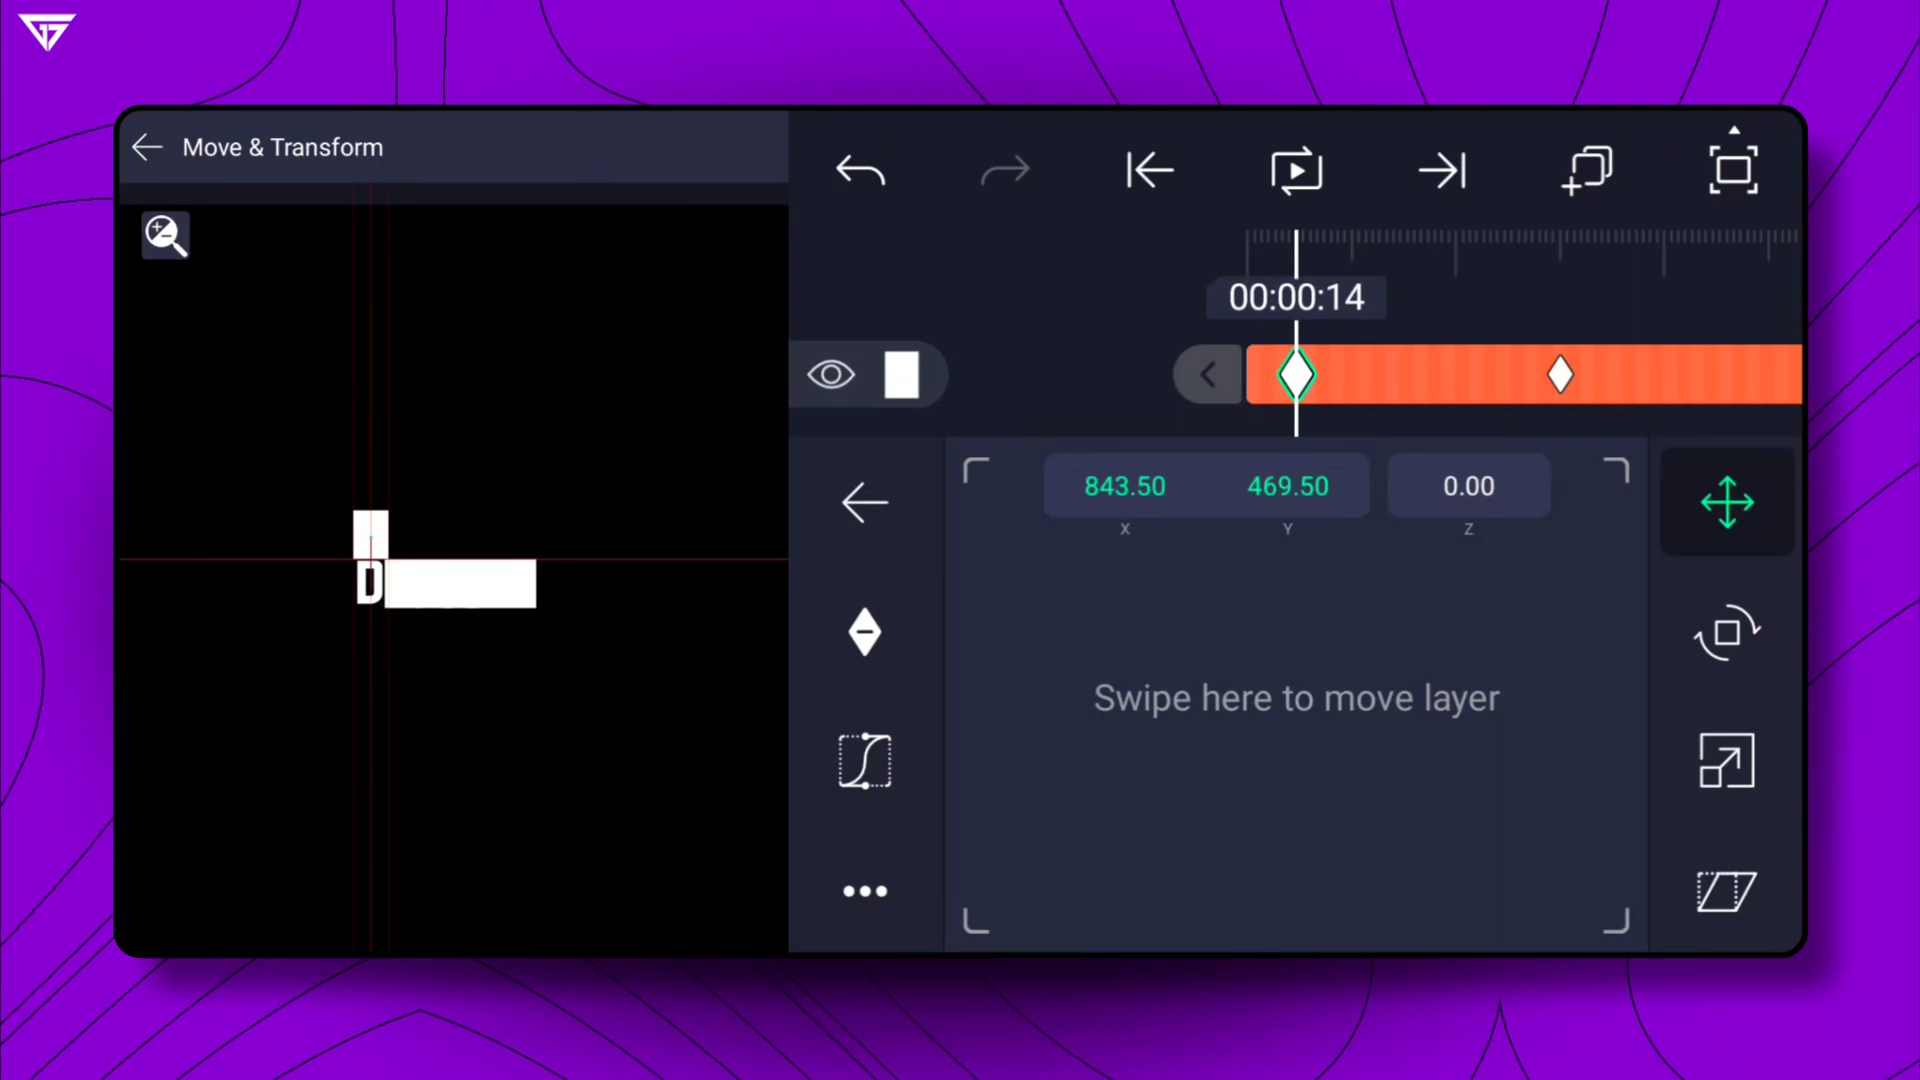 Move & Transform
00:00:14
843.50 469.50 0.00
X Y Z
D
Swipe here to move layer